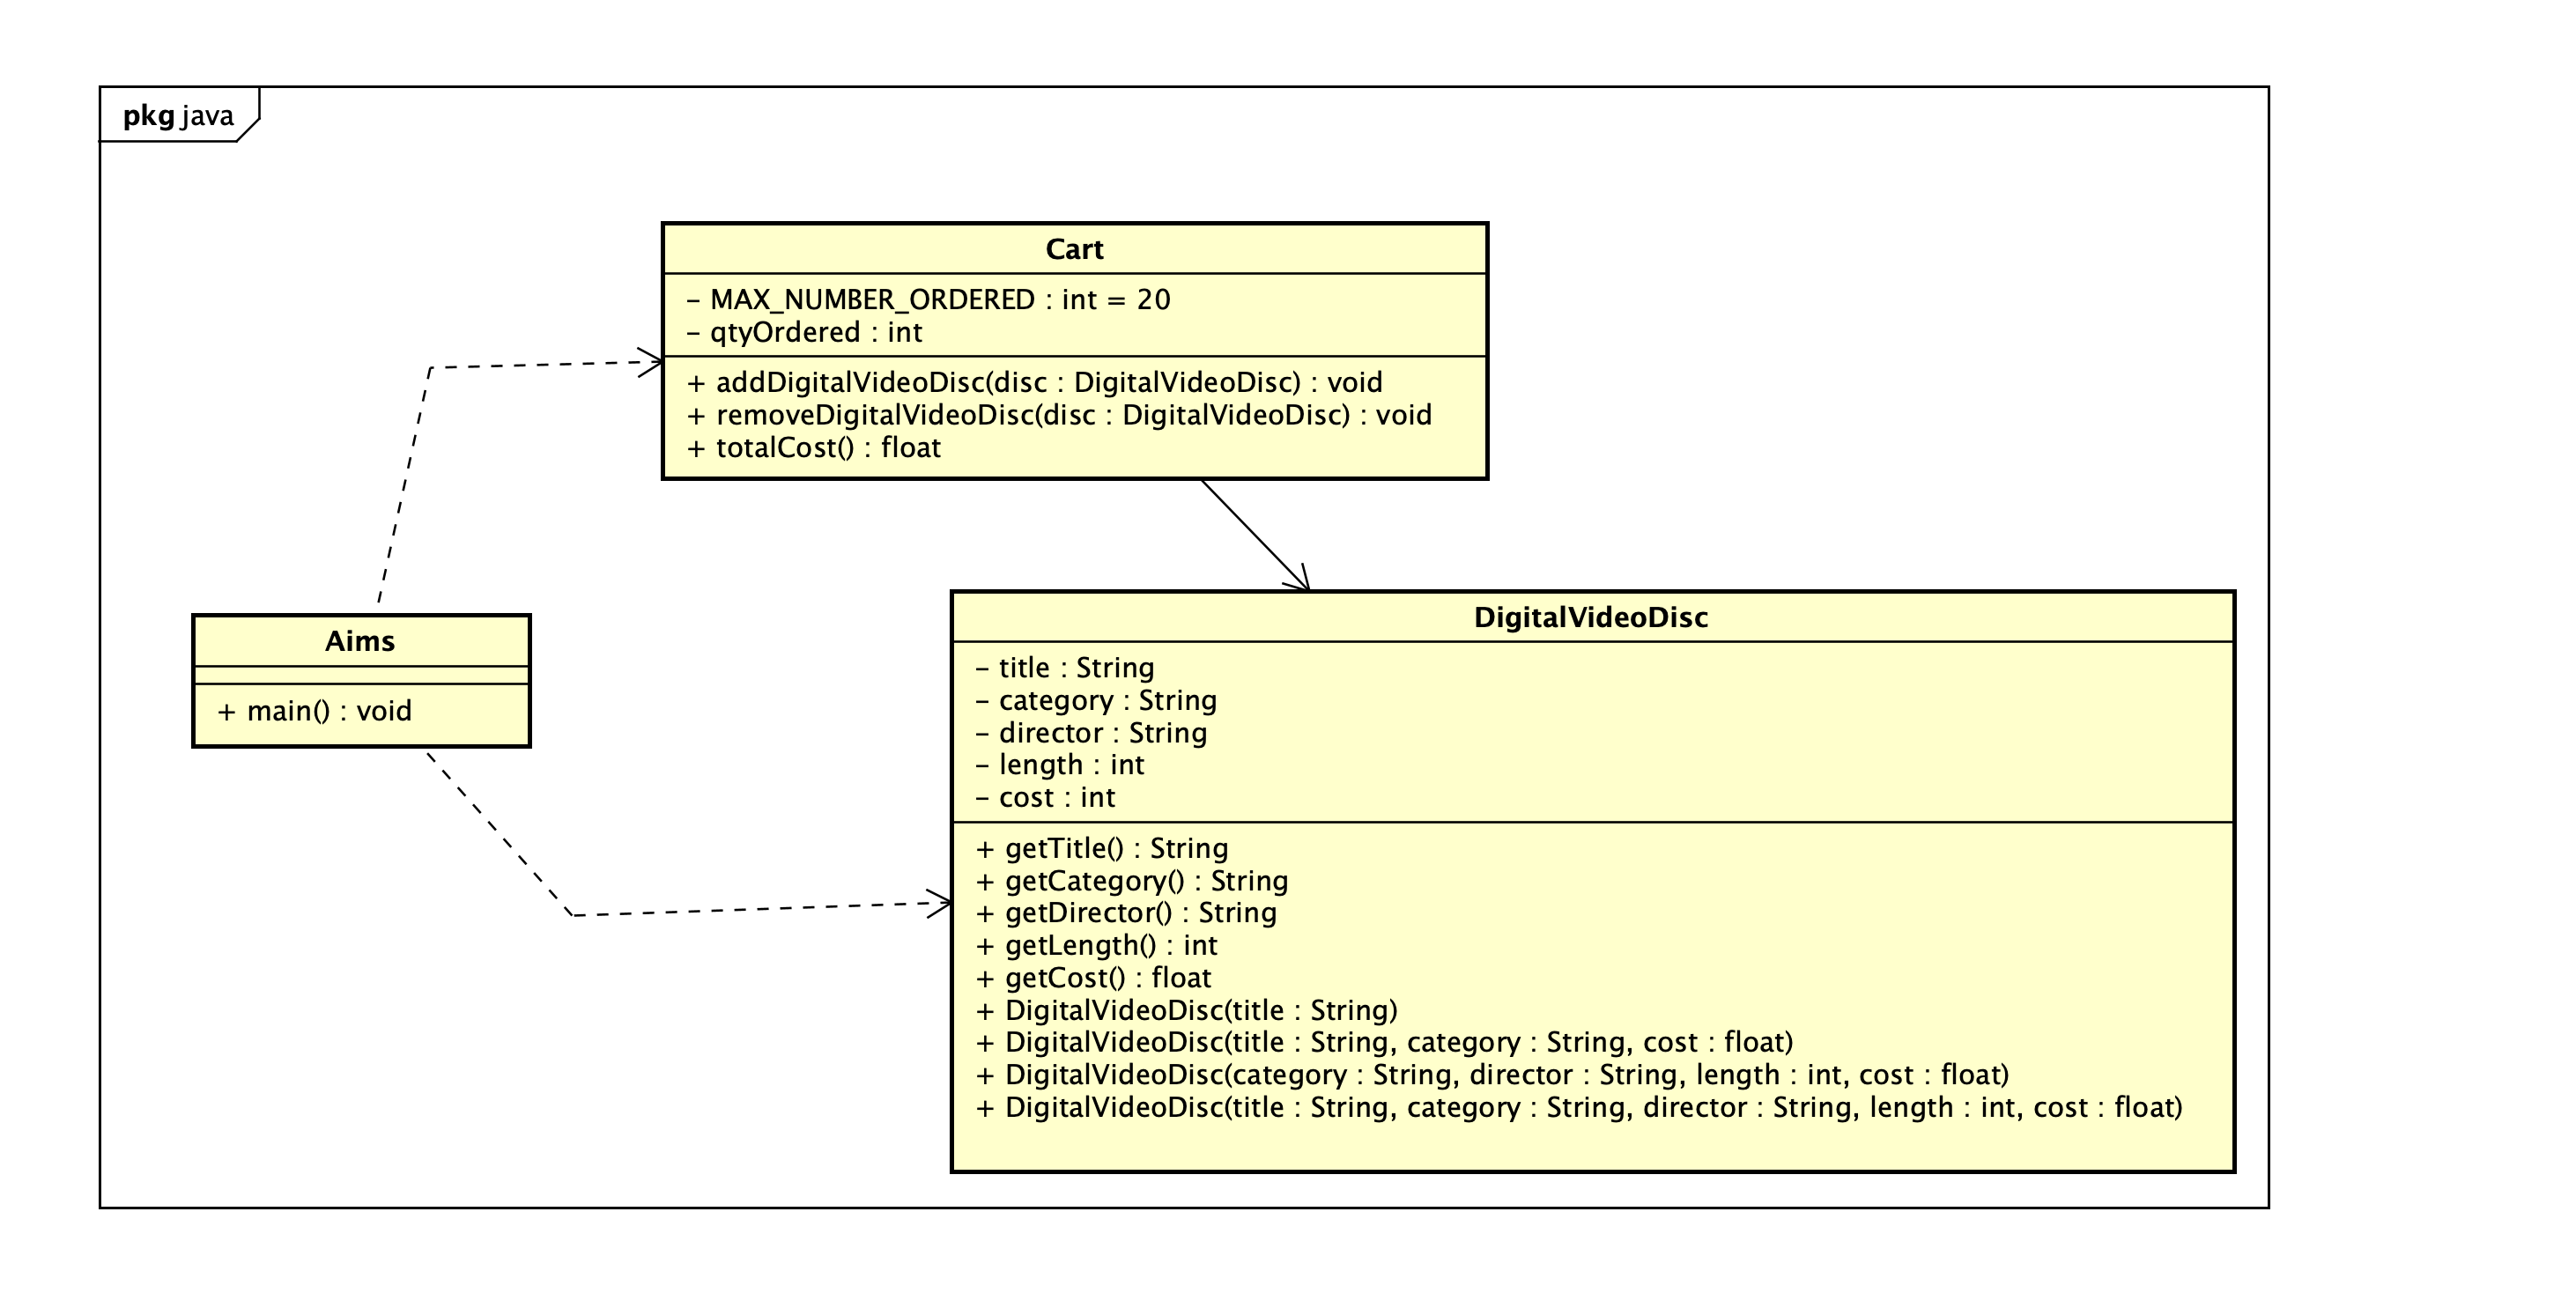 pkg java
Cart
– MAX_NUMBER_ORDERED : int = 20
– qtyOrdered : int
+ addDigitalVideoDisc(disc : DigitalVideoDisc) : void
+ removeDigitalVideoDisc(disc : DigitalVideoDisc) : void
+ totalCost() : float
Aims
+ main() : void
DigitalVideoDisc
– title : String
– category : String
– director : String
– length : int
– cost : int
+ getTitle() : String
+ getCategory() : String
+ getDirector() : String
+ getLength() : int
+ getCost() : float
+ DigitalVideoDisc(title : String)
+ DigitalVideoDisc(title : String, category : String, cost : float)
+ DigitalVideoDisc(category : String, director : String, length : int, cost : float)
+ DigitalVideoDisc(title : String, category : String, director : String, length : int, cost : float)